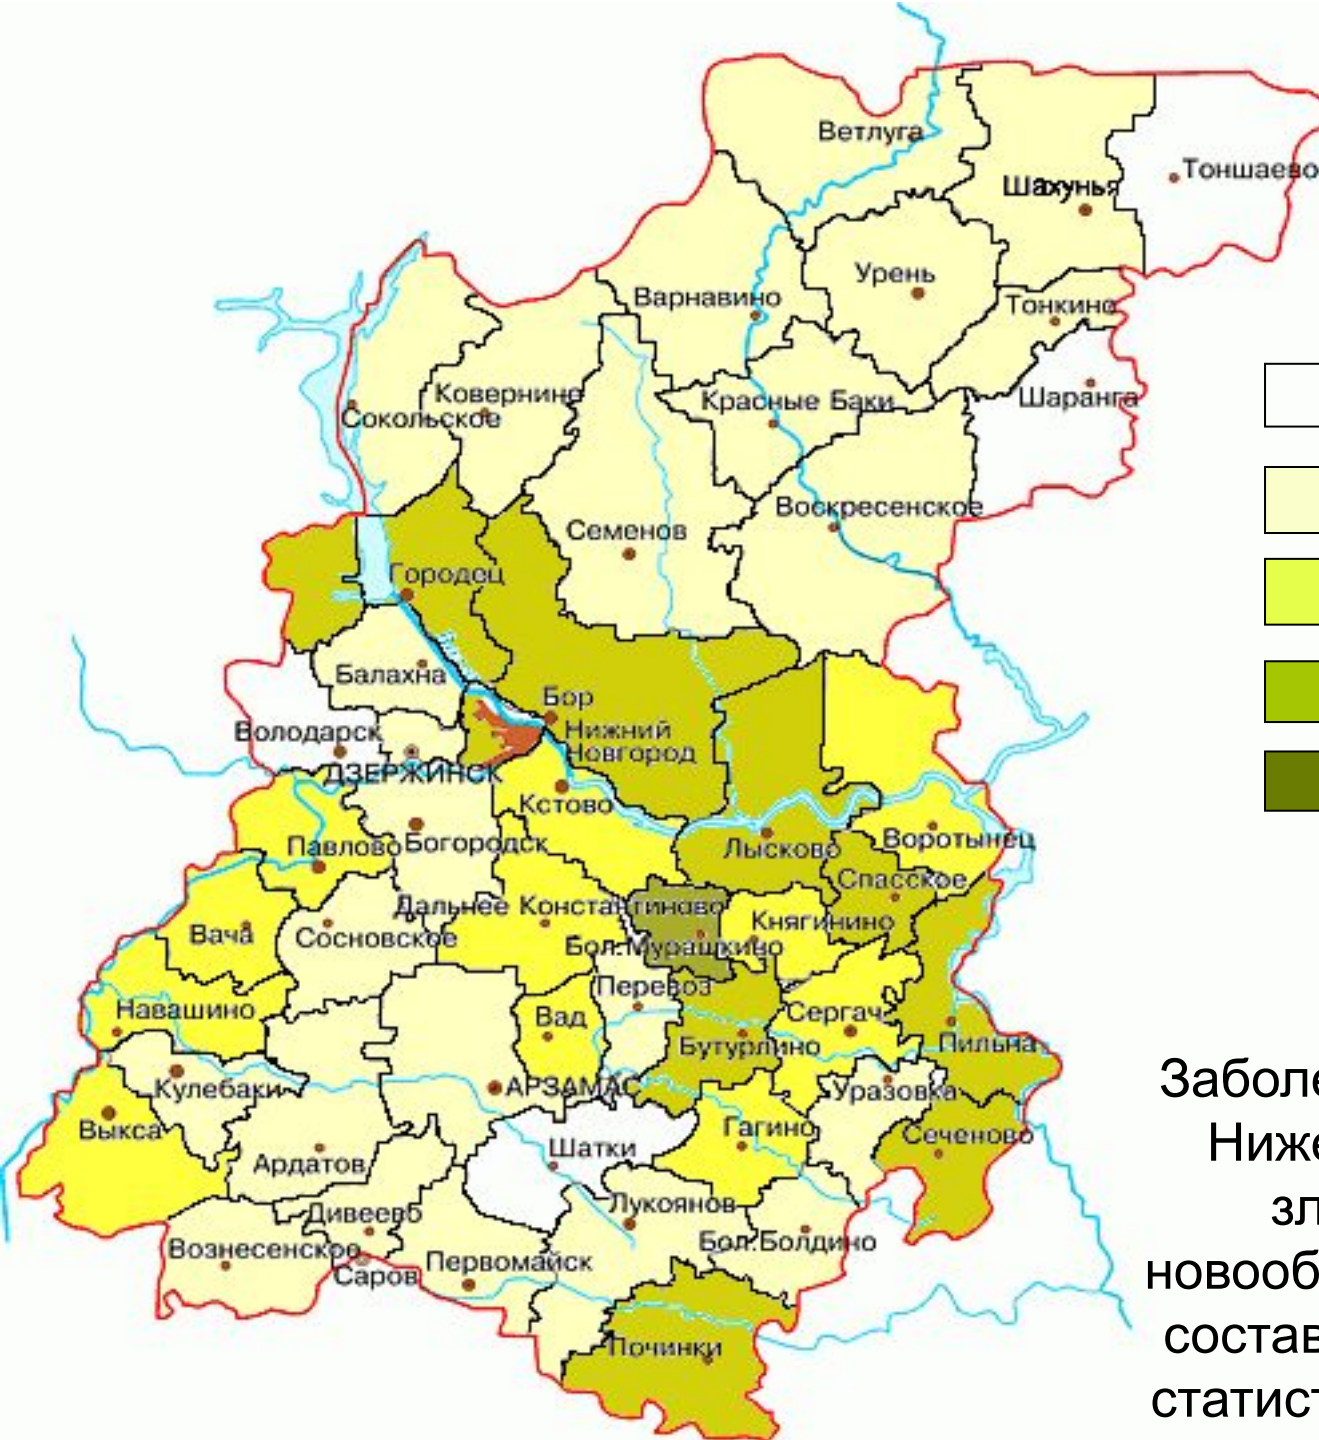 Ветлуга
Тоншаево
Шахунья
Урень
Варнавино
Тонкино
Ковернино
Красные Баки
Шаранга
Сокольское
Воскресенское
Семенов
Городец
Балахна
Бор
Володарск
Нижний
Новгород
ДЗЕРЖИНСК
Кстово
Павлово
Богородск
Лысково
Воротынец
Спасское
Дальнее Константиново
Княгинино
Вача
Сосновское
Бол.Мурашкино
Перевоз
Навашино
Вад
Сергач
Бутурлино
Пильна
Кулебаки
АРЗАМАС
Уразовка
Выкса
Гагино
Сеченово
Ардатов
Шатки
Лукоянов
Дивеево
Вознесенское
Бол.Болдино
Саров
Первомайск
Починки
Заболе
Ниже
зл
новооб
состав
статист